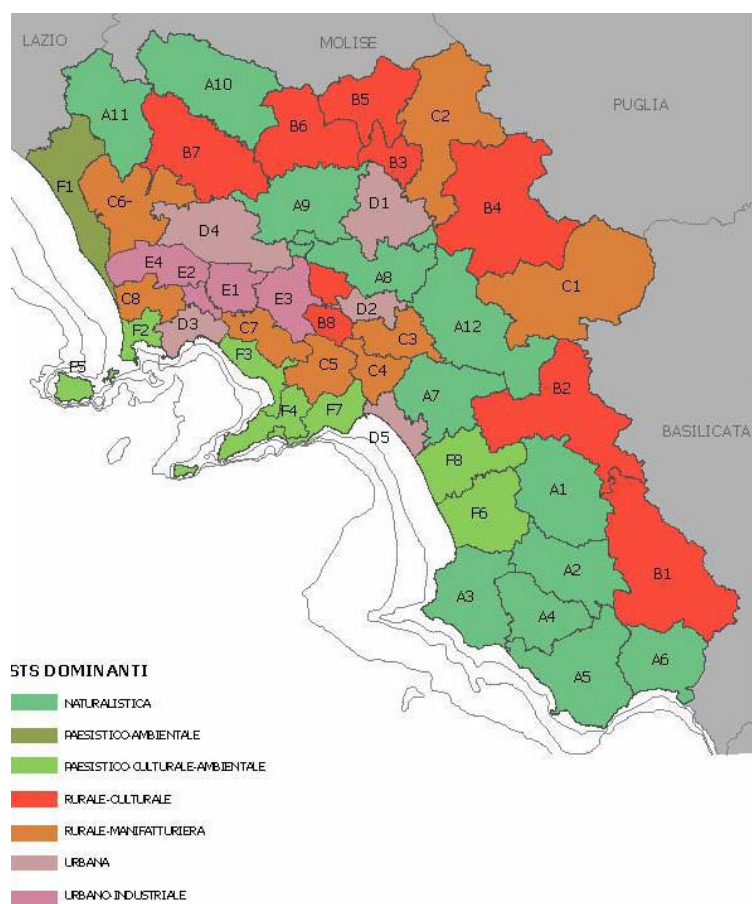 LAZIO
MOLISE
PUGLIA
BASILICATA
A10
A11
B5
C2
B6
B7
B3
F1
C6-
A9
D1
B4
D4
E4
E2
A8
C1
E1
E3
C8
D2
A12
F2
D3
C7
B8
C3
F3
F5
C5
C4
A7
B2
F4
F7
D5
F8
A1
F6
A2
B1
A3
A4
A6
A5
STS DOMINANTI
NATURALISTICA
PAESISTICO-AMBIENTALE
PAESISTICO-CULTURALE-AMBIENTALE
RURALE-CULTURALE
RURALE-MANIFATTURIERA
URBANA
URBANO-INDUSTRIALE